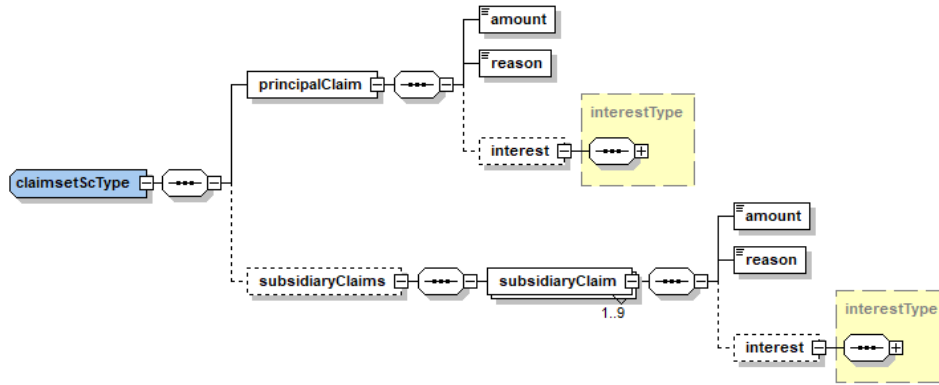 amount
reason
principalClaim
interestType
interest
claimsetScType
amount
subsidiaryClaims
subsidiaryClaim
reason
1..9
interestType
interest